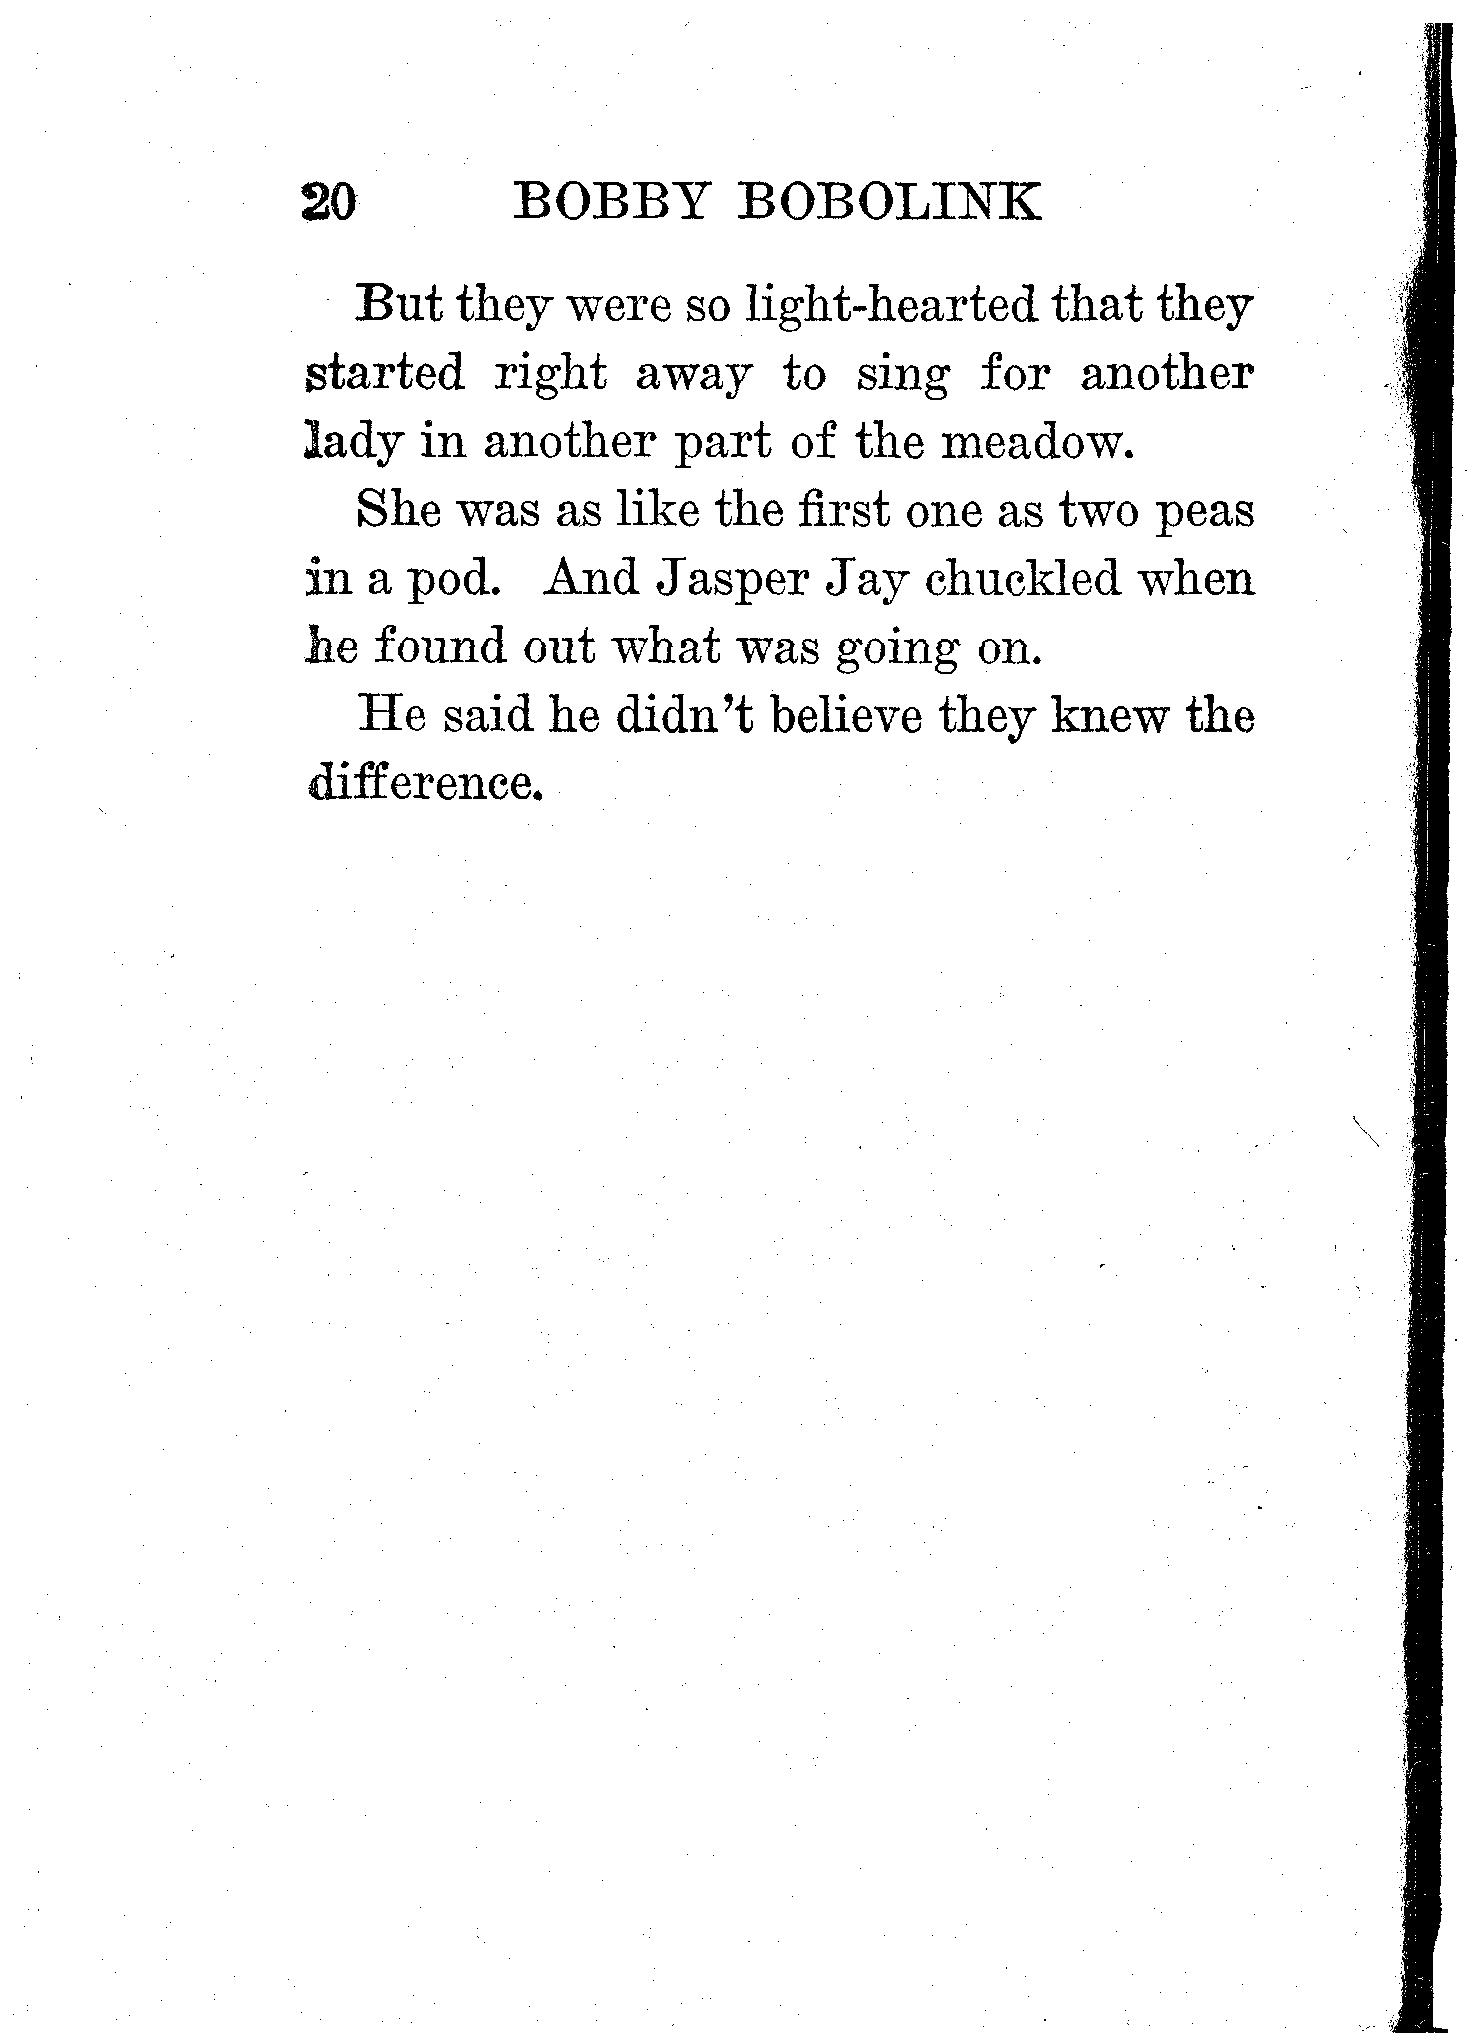 20 BOBBY BOBOLINK
But they were so light-hearted that they
started right away to sing for another
lady in another part of the meadow.
She was as like the first one as two peas
in a pod. And Jasper Jay chuckled when
he found out what was going on.
He said he didn't believe they knew the
difference.